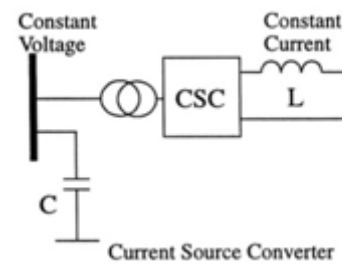 Constant
Voltage
Constant
Current
CSC
L
C
Current Source Converter